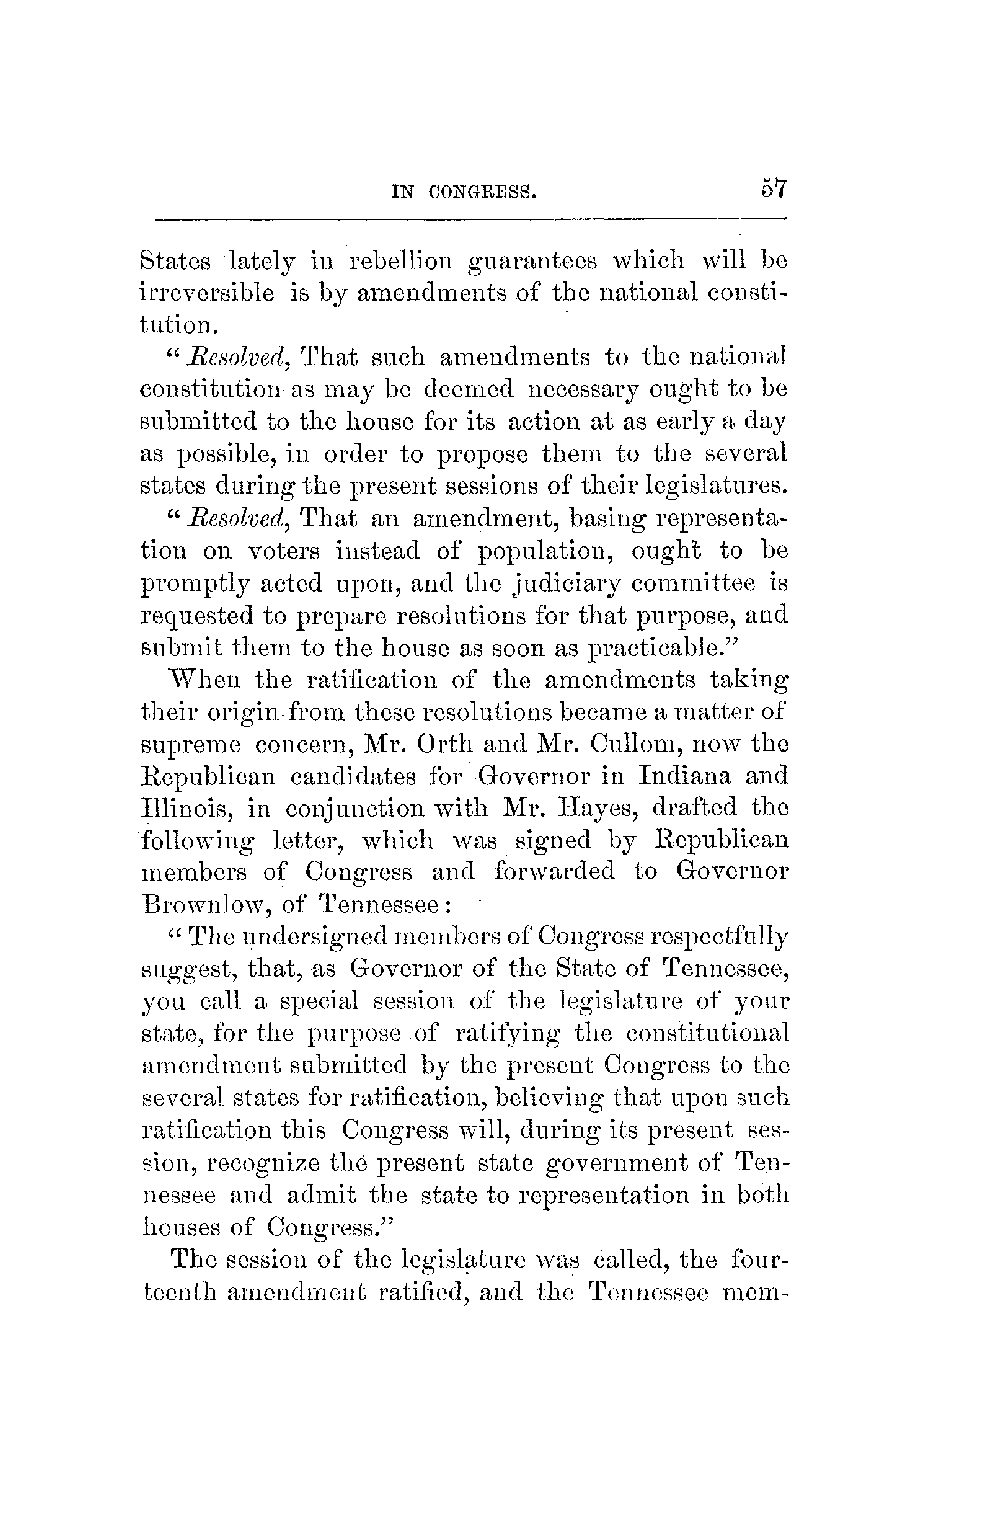 IN CONGRESS. 57
States lately in rebellion guarantees which will be
irreversible is by amendments of the national consti-
tution.
“ Resolved, That such amendments to the national
constitution as may be deemed necessary ought to be
submitted to the house for its action at as early a day
as possible, in order to propose them to the several
states during the present sessions of their legislatures.
“ Resolved, That an amendment, basing representa-
tion on voters instead of population, ought to be
promptly acted upon, and the judiciary committee is
requested to prepare resolutions for that purpose, and
submit them to the house as soon as practicable.”
When the ratification of the amendments taking
their origin from these resolutions became a matter of
supreme concern, Mr. Orth and Mr. Cullom, now the
Republican candidates for Governor in Indiana and
Illinois, in conjunction with Mr. Hayes, drafted the
following letter, which was signed by Republican
members of Congress and forwarded to Governor
Brownlow, of Tennessee :
“ The undersigned members of Congress respectfully
suggest, that, as Governor of the State of Tennessee,
you call a special session of the legislature of your
state, for the purpose of ratifying the constitutional
amendment submitted by the present Congress to the
several states for ratification, believing that upon such
ratification this Congress will, during its present ses-
sion, recognize the present state government of Ten-
nessee and admit the state to representation in both
houses of Congress.”
The session of the legislature was called, the four-
teenth amendment ratified, and the Tennessee mem-